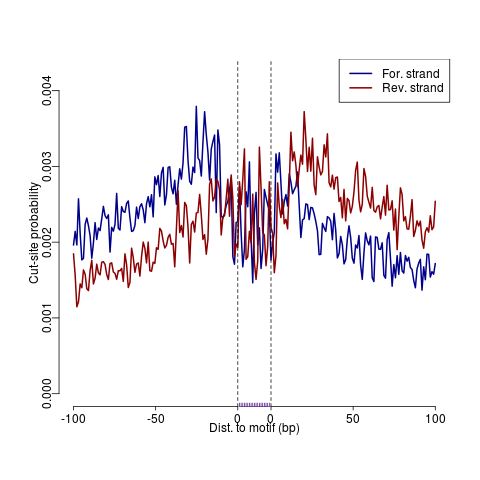 For. strand
Rev. strand
Cut-site probability
0.004
0.003
0.002
0.001
0.000
-100 -50 0 0 50 100
Dist. to motif (bp)